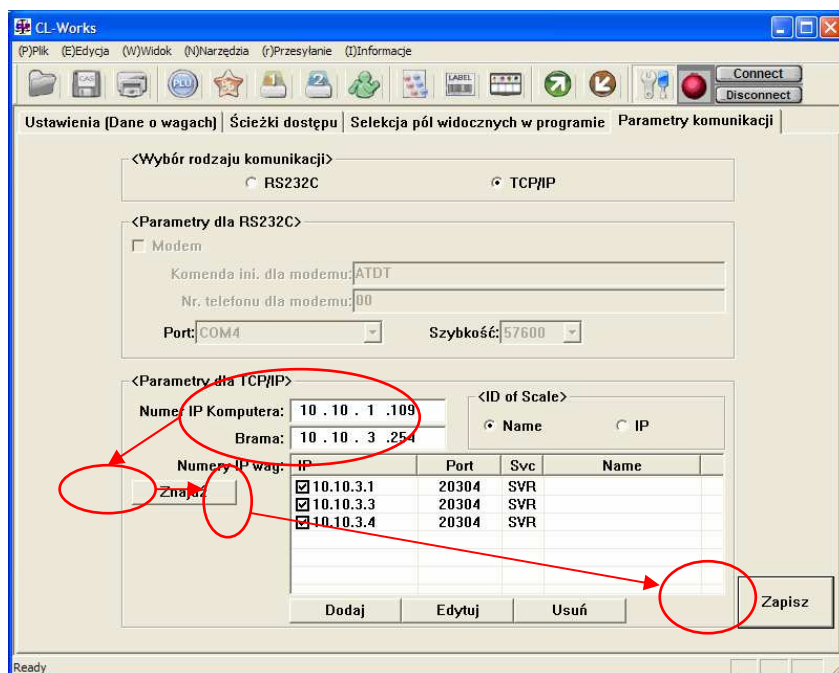 CL-Works
(P)Plik (E)Edycja (W)Widok (N)Narzędzia (r)Przesyłanie (I)Informacje
CAS PLU 1 2 LABEL Connect
Disconnect
Ustawienia (Dane o wagach) Ścieżki dostępu Selekcja pól widocznych w programie Parametry komunikacji
<Wybór rodzaju komunikacji>
RS232C TCP/IP
<Parametry dla RS232C>
Modem
Komenda ini. dla modemu: ATDT
Nr. telefonu dla modemu: 00
Port: COM4 Szybkość: 57600
<Parametry dla TCP/IP>
<ID of Scale>
Numer IP Komputera: 10 . 10 . 1 .109
Name IP
Brama: 10 . 10 . 3 .254
Numery IP wag: IP Port Svc Name
Znajdź
10.10.3.1 20304 SVR
10.10.3.3 20304 SVR
10.10.3.4 20304 SVR
Dodaj Edytuj Usuń Zapisz
Ready